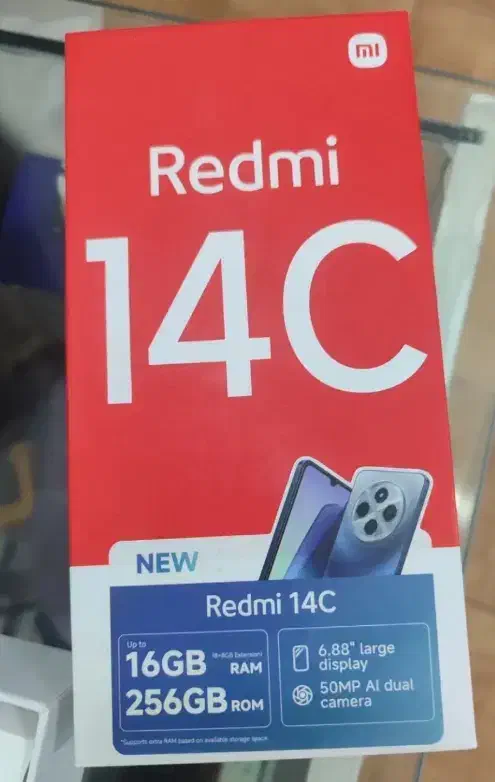 mi
Redmi
14C
NEW
Redmi 14C
Up to
16GB (8+8GB Extension) RAM
256GB ROM
6.88" large
display
50MP AI dual
camera
*Supports extra RAM based on available storage space.